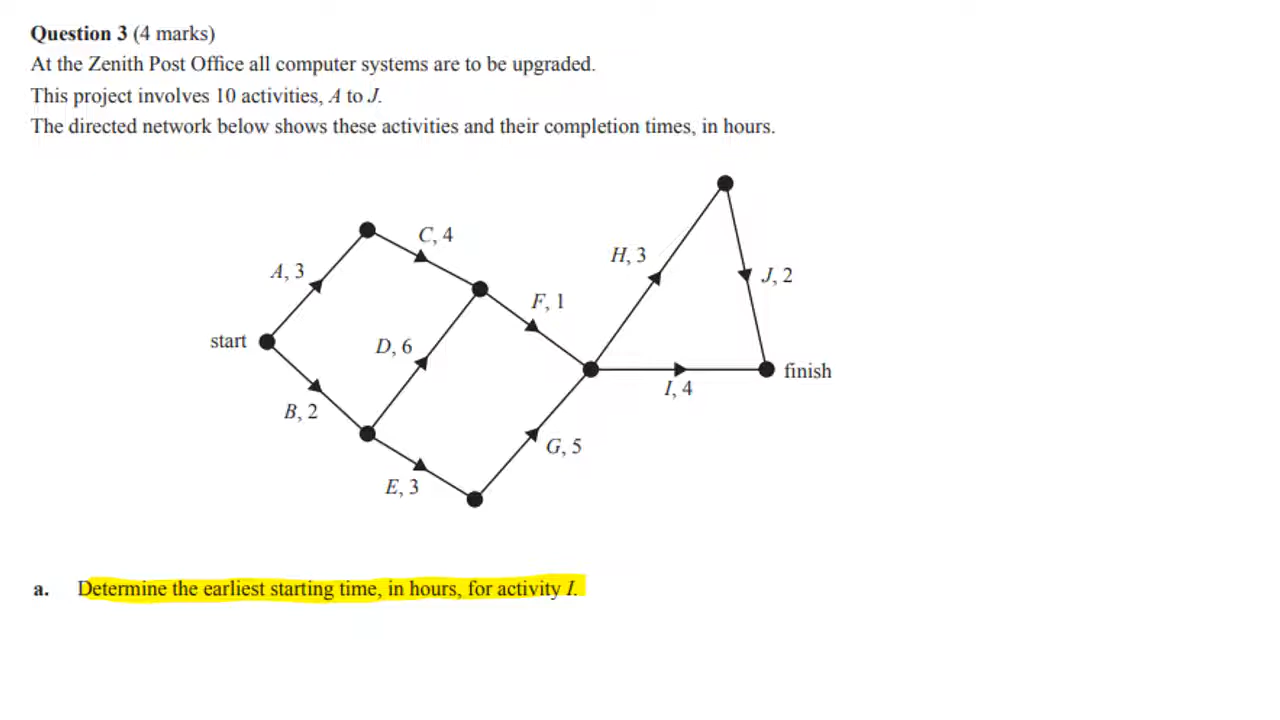 Question 3 (4 marks)
At the Zenith Post Office all computer systems are to be upgraded.
This project involves 10 activities, A to J.
The directed network below shows these activities and their completion times, in hours.
C, 4
H, 3
A, 3
J, 2
F, 1
start
D, 6
finish
I, 4
B, 2
G, 5
E, 3
a. Determine the earliest starting time, in hours, for activity I.